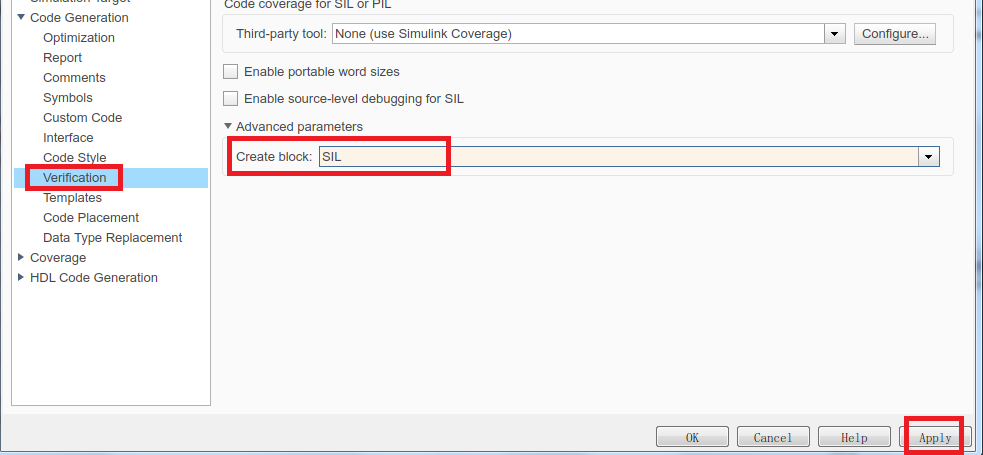 Simulation Target
Code Generation
Optimization
Report
Comments
Symbols
Custom Code
Interface
Code Style
Verification
Templates
Code Placement
Data Type Replacement
Coverage
HDL Code Generation
Code coverage for SIL or PIL
Third-party tool: None (use Simulink Coverage) Configure...
Enable portable word sizes
Enable source-level debugging for SIL
Advanced parameters
Create block: SIL
OK Cancel Help Apply